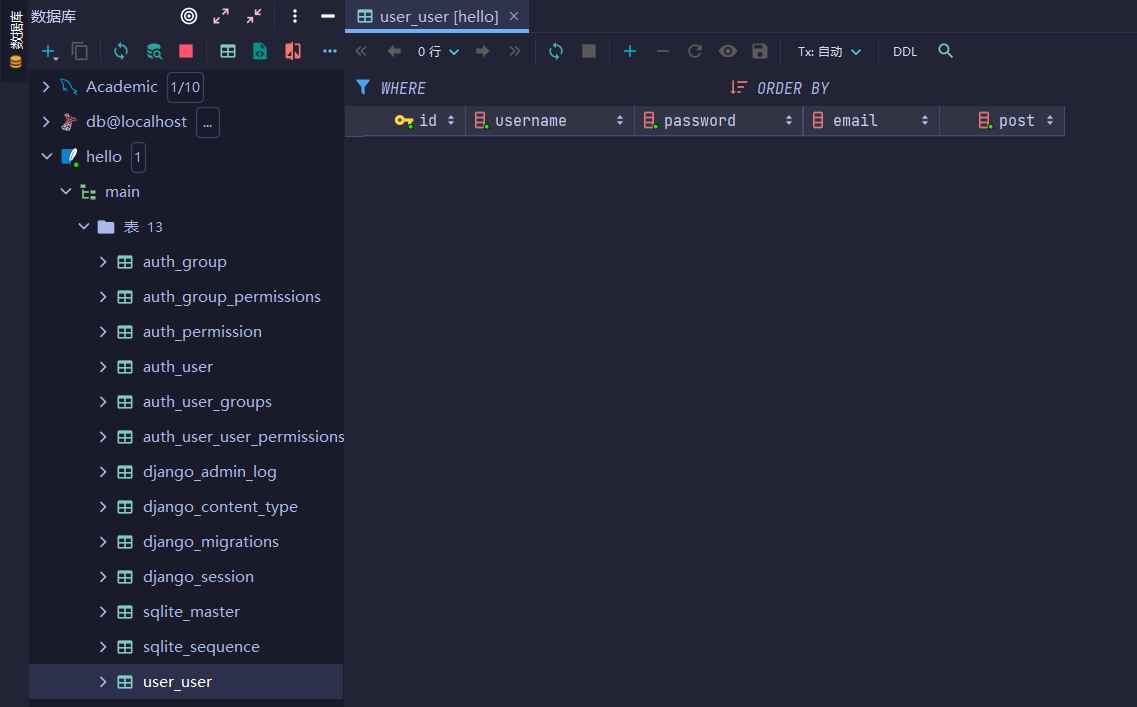 数据库
数据库
user_user [hello]
0 行
Tx: 自动
DDL
WHERE
ORDER BY
id
username
password
email
post
Academic 1/10
db@localhost ...
hello 1
main
表 13
auth_group
auth_group_permissions
auth_permission
auth_user
auth_user_groups
auth_user_user_permissions
django_admin_log
django_content_type
django_migrations
django_session
sqlite_master
sqlite_sequence
user_user